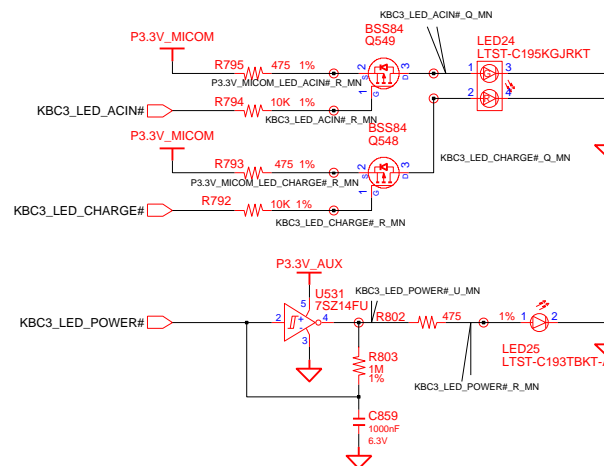 KBC3_LED_ACIN#_Q_MN
BSS84
Q549
LED24
LTST-C195KGJRKT
P3.3V_MICOM
R795 475 1%
2 S D 3
1 G
1 3
2 4
P3.3V_MICOM_LED_ACIN#_R_MN
KBC3_LED_ACIN#
R794 10K 1%
KBC3_LED_ACIN#_R_MN
P3.3V_MICOM
BSS84
Q548
R793 475 1%
2 S D 3
1 G
KBC3_LED_CHARGE#_Q_MN
P3.3V_MICOM_LED_CHARGE#_R_MN
R792
KBC3_LED_CHARGE#
10K 1%
KBC3_LED_CHARGE#_R_MN
P3.3V_AUX
U531
7SZ14FU
KBC3_LED_POWER#_U_MN
5
KBC3_LED_POWER#
2 + - 4
3
R802 475 1%
1 2
LED25
LTST-C193TBKT-
R803
1M
1%
KBC3_LED_POWER#_R_MN
C859
1000nF
6.3V